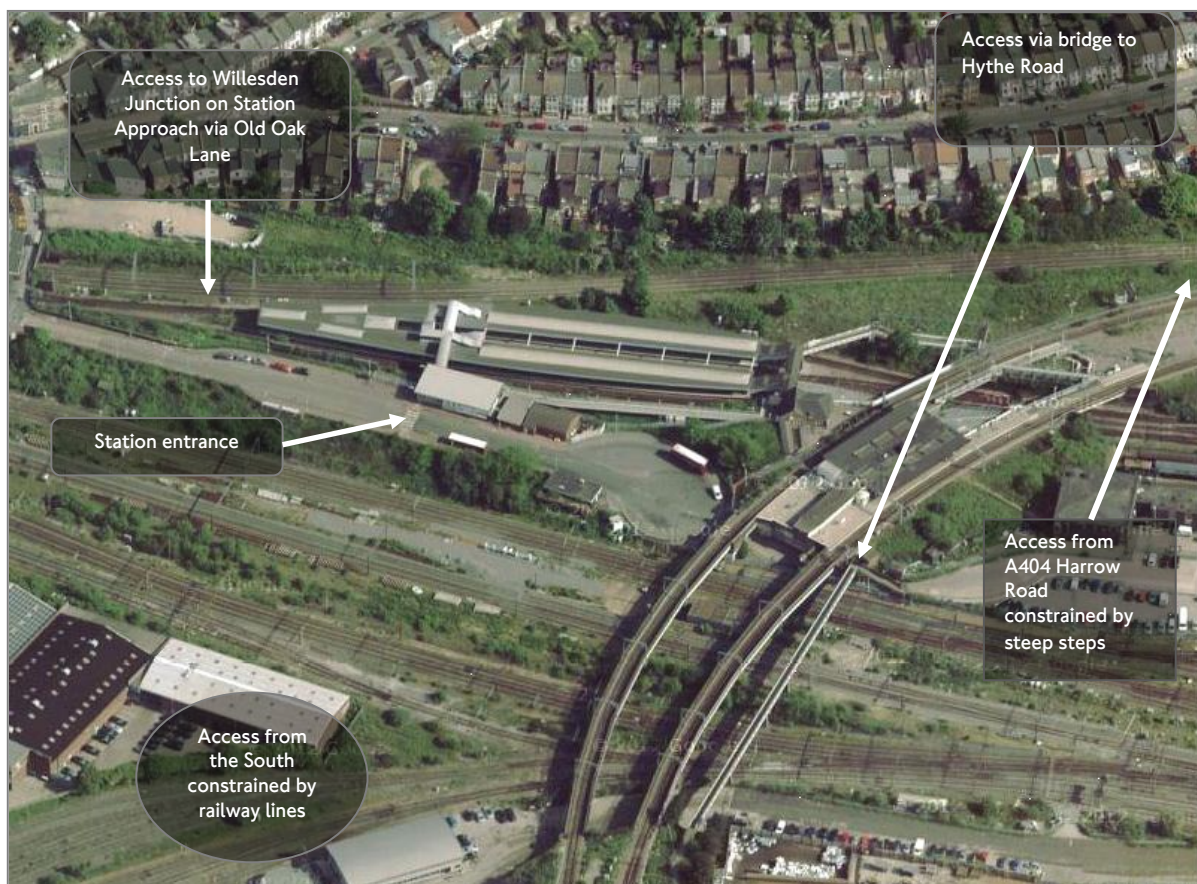 Access to Willesden
Junction on Station
Approach via Old Oak
Lane
Access via bridge to
Hythe Road
Station entrance
Access from
A404 Harrow
Road
constrained by
steep steps
Access from
the South
constrained by
railway lines